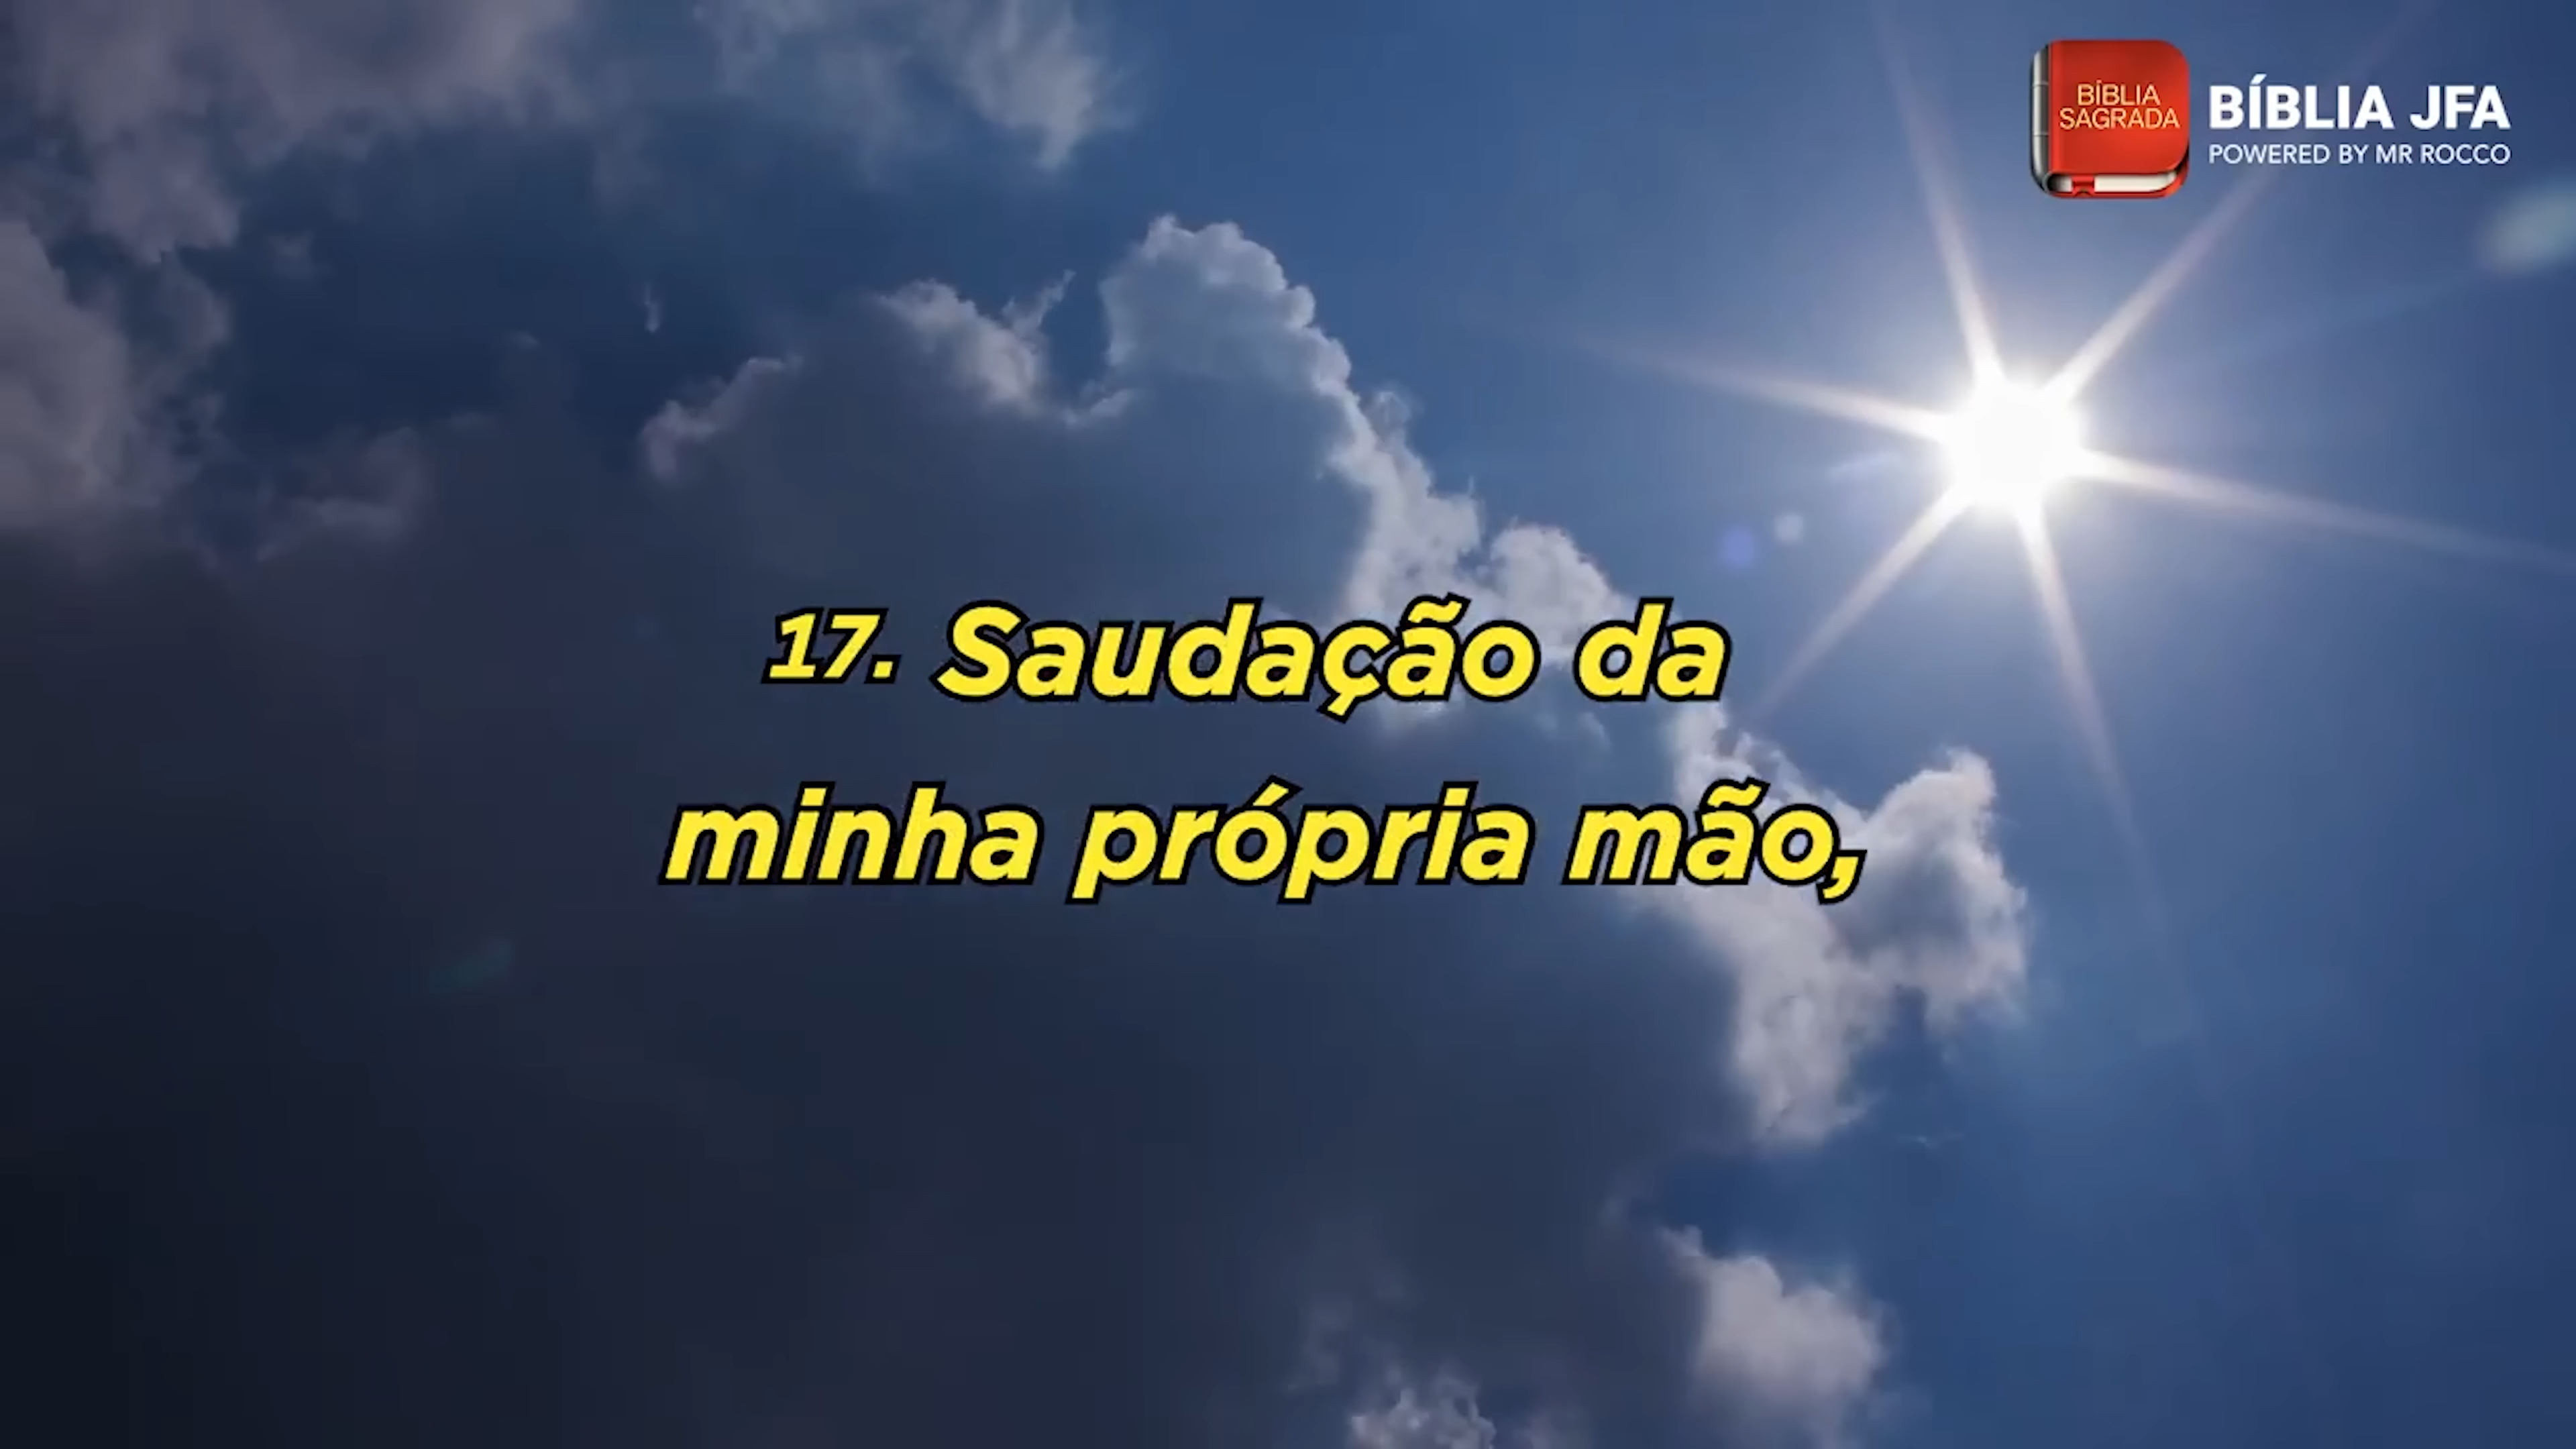 BÍBLIA
SAGRADA
BÍBLIA JFA
POWERED BY MR ROCCO
17. Saudação da
minha própria mão,